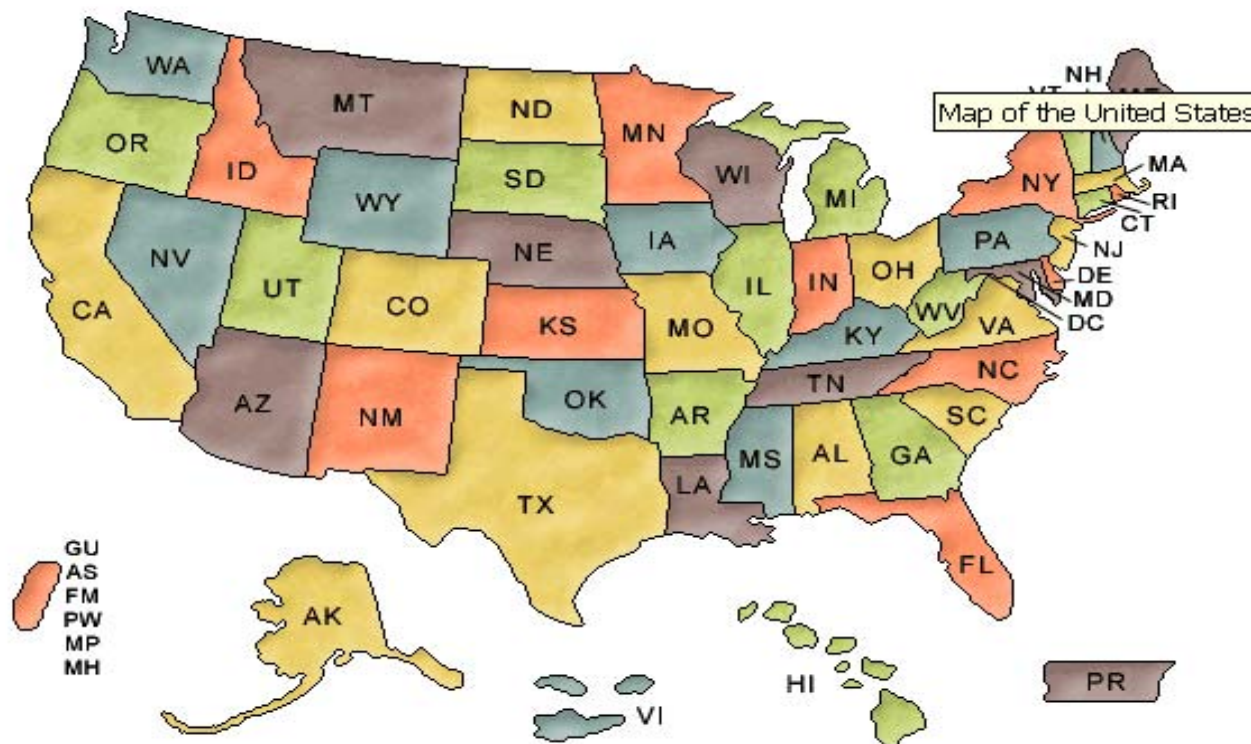 WA
MT
ND
MN
OR
ID
WY
SD
WI
MI
NH
Map of the United States
NY
MA
RI
CT
NV
UT
CO
NE
IA
IL
IN
OH
PA
NJ
DE
MD
DC
CA
AZ
NM
KS
MO
KY
WV
VA
OK
AR
TN
NC
SC
TX
LA
MS
AL
GA
FL
GU
AS
FM
PW
MP
MH
AK
VI
HI
PR